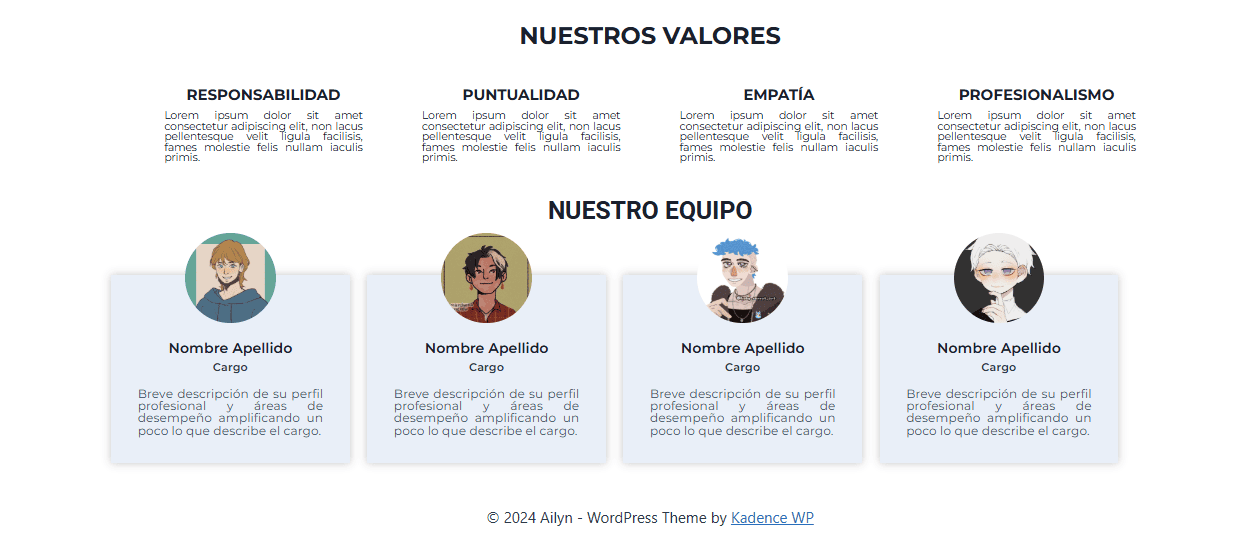 NUESTROS VALORES
RESPONSABILIDAD
Lorem ipsum dolor sit amet
consectetur adipiscing elit, non lacus
pellentesque velit ligula facilisis,
fames molestie felis nullam iaculis
primis.
PUNTUALIDAD
Lorem ipsum dolor sit amet
consectetur adipiscing elit, non lacus
pellentesque velit ligula facilisis,
fames molestie felis nullam iaculis
primis.
EMPATÍA
Lorem ipsum dolor sit amet
consectetur adipiscing elit, non lacus
pellentesque velit ligula facilisis,
fames molestie felis nullam iaculis
primis.
PROFESIONALISMO
Lorem ipsum dolor sit amet
consectetur adipiscing elit, non lacus
pellentesque velit ligula facilisis,
fames molestie felis nullam iaculis
primis.
NUESTRO EQUIPO
Nombre Apellido
Cargo
Breve descripción de su perfil
profesional y áreas de
desempeño amplificando un
poco lo que describe el cargo.
Nombre Apellido
Cargo
Breve descripción de su perfil
profesional y áreas de
desempeño amplificando un
poco lo que describe el cargo.
Nombre Apellido
Cargo
Breve descripción de su perfil
profesional y áreas de
desempeño amplificando un
poco lo que describe el cargo.
Nombre Apellido
Cargo
Breve descripción de su perfil
profesional y áreas de
desempeño amplificando un
poco lo que describe el cargo.
© 2024 Ailyn - WordPress Theme by Kadence WP